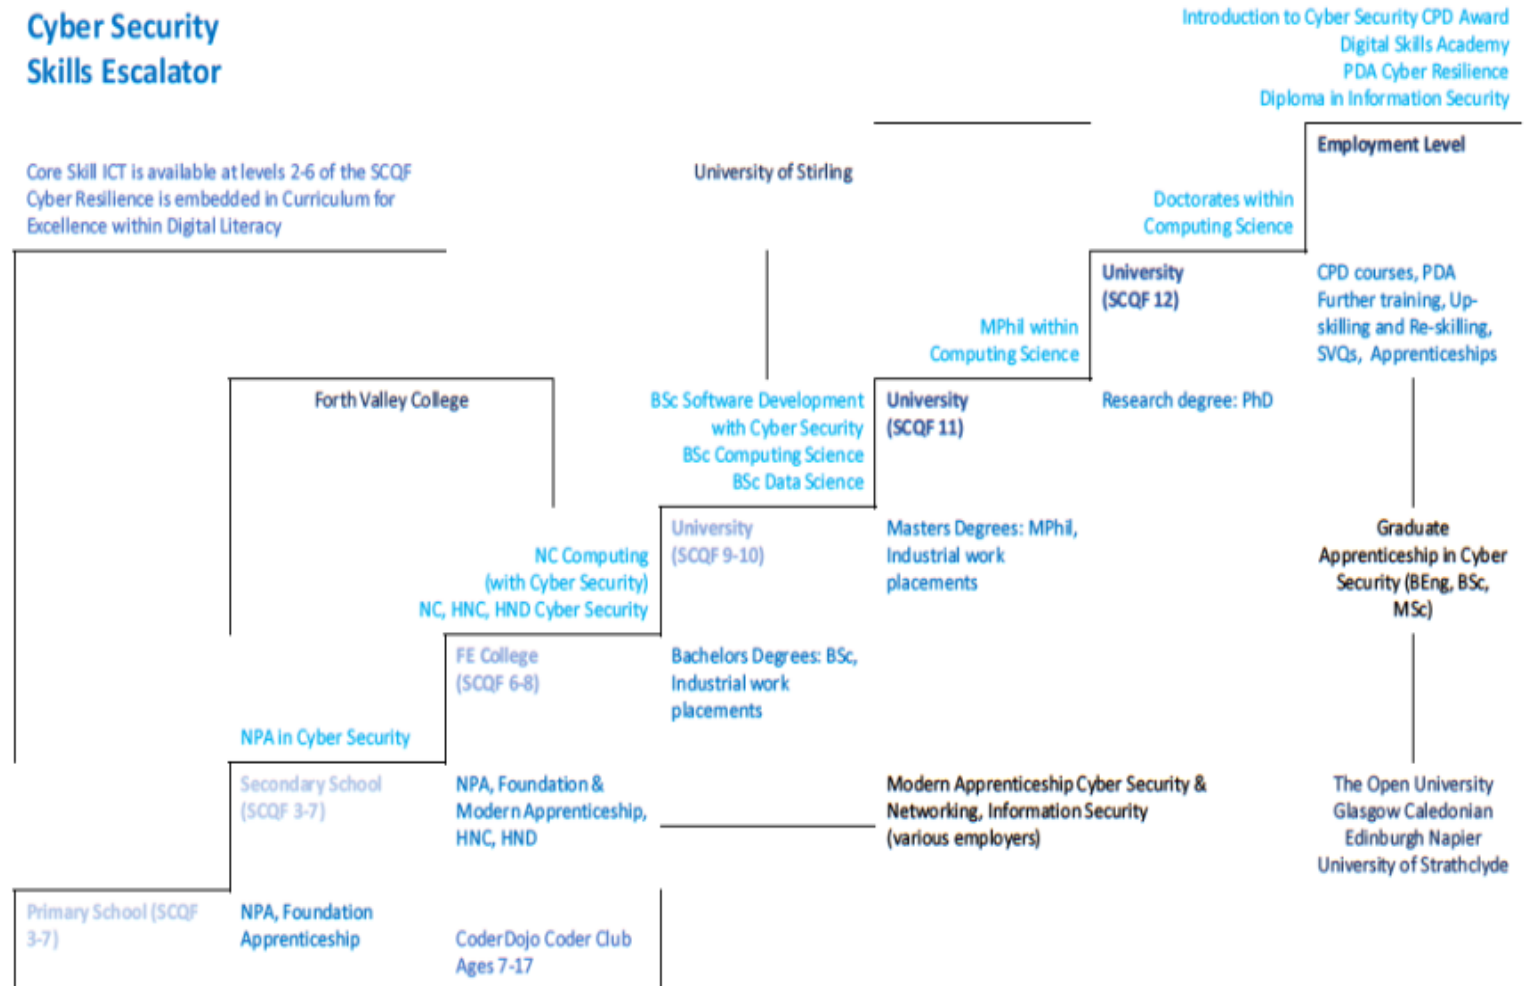 Cyber Security
Skills Escalator
Introduction to Cyber Security CPD Award
Digital Skills Academy
PDA Cyber Resilience
Diploma in Information Security
Employment Level
Core Skill ICT is available at levels 2-6 of the SCQF
Cyber Resilience is embedded in Curriculum for
Excellence within Digital Literacy
University of Stirling
Doctorates within
Computing Science
University
(SCQF 12)
CPD courses, PDA
Further training, Up-
skilling and Re-skilling,
SVQs, Apprenticeships
MPhil within
Computing Science
Forth Valley College
BSc Software Development
with Cyber Security
BSc Computing Science
BSc Data Science
University
(SCQF 11)
Research degree: PhD
NC Computing
(with Cyber Security)
NC, HNC, HND Cyber Security
University
(SCQF 9-10)
Masters Degrees: MPhil,
Industrial work
placements
Graduate
Apprenticeship in Cyber
Security (BEng, BSc,
MSc)
FE College
(SCQF 6-8)
Bachelors Degrees: BSc,
Industrial work
placements
NPA in Cyber Security
Secondary School
(SCQF 3-7)
NPA, Foundation &
Modern Apprenticeship,
HNC, HND
Modern Apprenticeship Cyber Security &
Networking, Information Security
(various employers)
The Open University
Glasgow Caledonian
Edinburgh Napier
University of Strathclyde
Primary School (SCQF
3-7)
NPA, Foundation
Apprenticeship
CoderDojo Coder Club
Ages 7-17